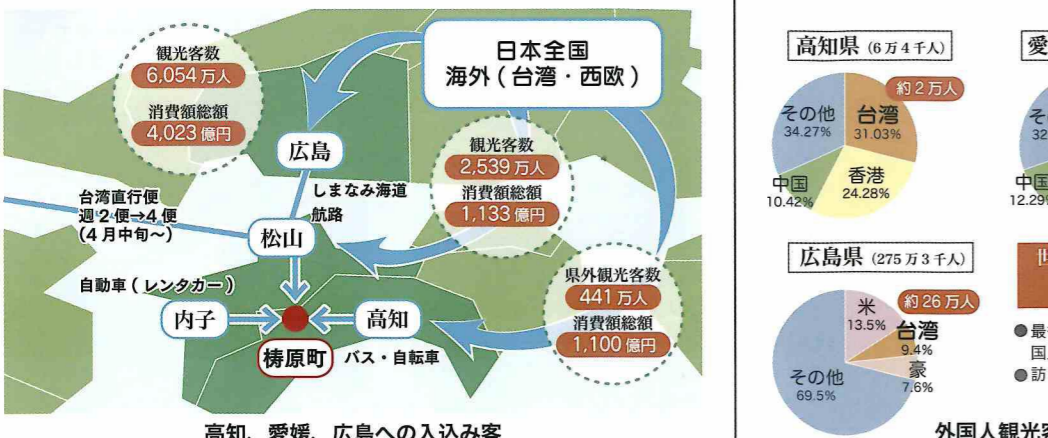 観光客数
6,054万人
消費額総額
4,023億円
日本全国
海外(台湾・西欧)
広島
観光客数
2,539万人
消費額総額
1,133億円
しまなみ海道
航路
台湾直行便
週2便→4便
(4月中旬~)
松山
自動車(レンタカー)
県外観光客数
441万人
消費額総額
1,100億円
内子
高知
梼原町
バス・自転車
高知、愛媛、広島への入込み客
高知県(6万4千人)
約2万人
その他
34.27%
台湾
31.03%
香港
24.28%
中国
10.42%
愛
そ
32
中国
12.29%
広島県(275万3千人)
約26万人
米
13.5%
台湾
9.4%
豪
7.6%
その他
69.5%
●最
国
●訪
外国人観光客